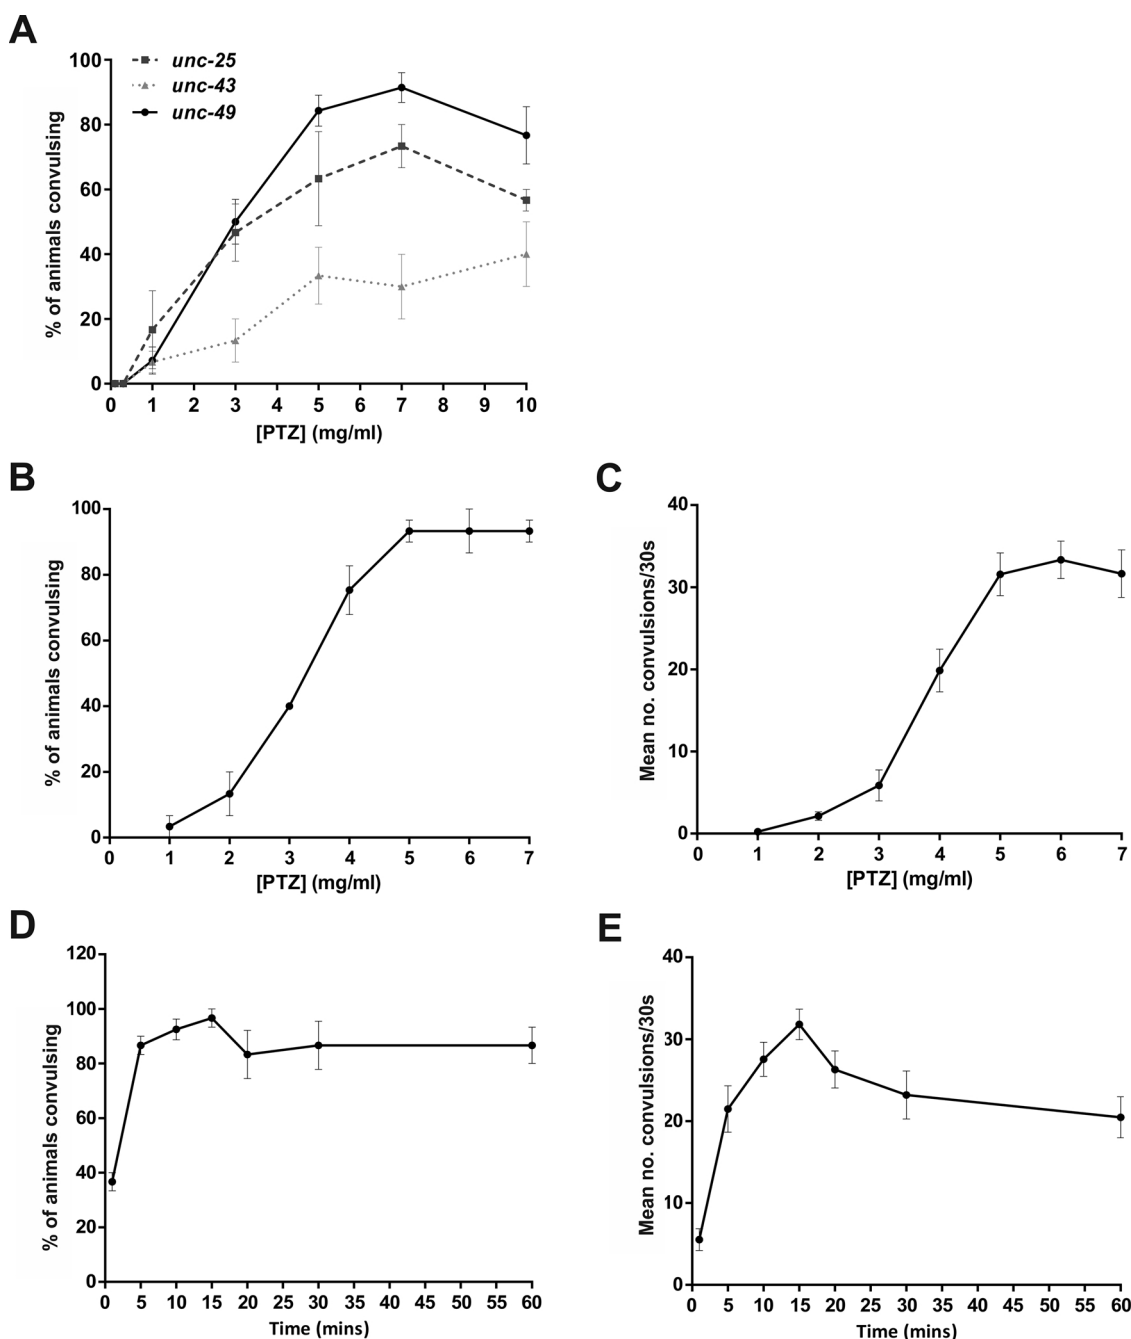 A
unc-25
unc-43
unc-49
% of animals convulsing
100
80
60
40
20
0
0 1 2 3 4 5 6 7 8 9 10
[PTZ] (mg/ml)
B
% of animals convulsing
100
80
60
40
20
0
0 1 2 3 4 5 6 7
[PTZ] (mg/ml)
C
Mean no. convulsions/30s
40
30
20
10
0
0 1 2 3 4 5 6 7
[PTZ] (mg/ml)
D
% of animals convulsing
120
100
80
60
40
20
0
0 5 10 15 20 25 30 35 40 45 50 55 60
Time (mins)
E
Mean no. convulsions/30s
40
30
20
10
0
0 5 10 15 20 25 30 35 40 45 50 55 60
Time (mins)